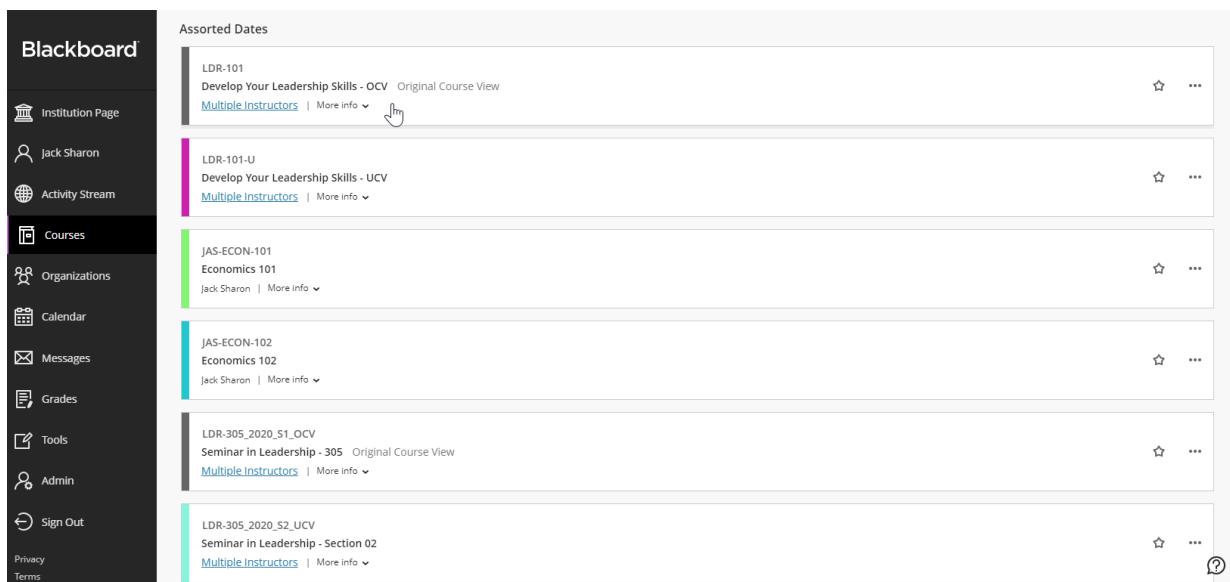 Blackboard
Institution Page
Jack Sharon
Activity Stream
Courses
Organizations
Calendar
Messages
Grades
Tools
Admin
Sign Out
Privacy
Terms
Assorted Dates
LDR-101
Develop Your Leadership Skills - OCV Original Course View
Multiple Instructors | More info
LDR-101-U
Develop Your Leadership Skills - UCV
Multiple Instructors | More info
JAS-ECON-101
Economics 101
Jack Sharon | More info
JAS-ECON-102
Economics 102
Jack Sharon | More info
LDR-305_2020_S1_OCV
Seminar in Leadership - 305 Original Course View
Multiple Instructors | More info
LDR-305_2020_S2_UCV
Seminar in Leadership - Section 02
Multiple Instructors | More info